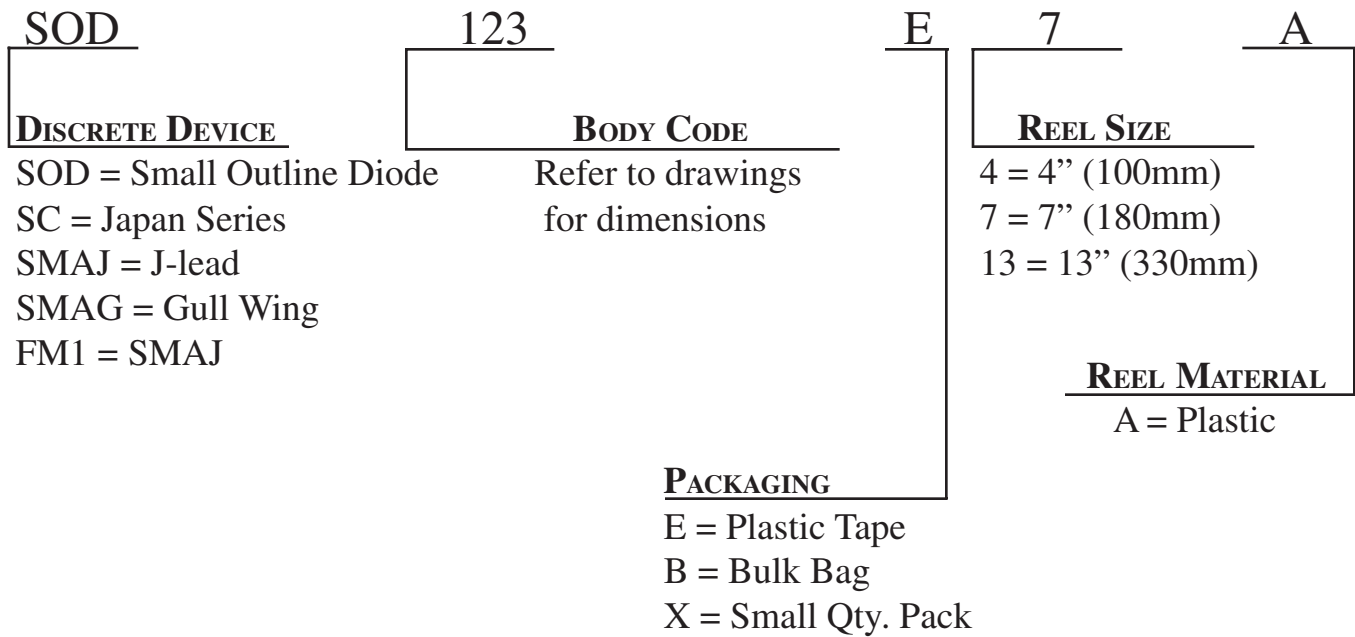 SOD 123 E 7 A
DISCRETE DEVICE
SOD = Small Outline Diode
SC = Japan Series
SMAJ = J-lead
SMAG = Gull Wing
FM1 = SMAJ
BODY CODE
Refer to drawings
for dimensions
REEL SIZE
4 = 4” (100mm)
7 = 7” (180mm)
13 = 13” (330mm)
REEL MATERIAL
A = Plastic
PACKAGING
E = Plastic Tape
B = Bulk Bag
X = Small Qty. Pack